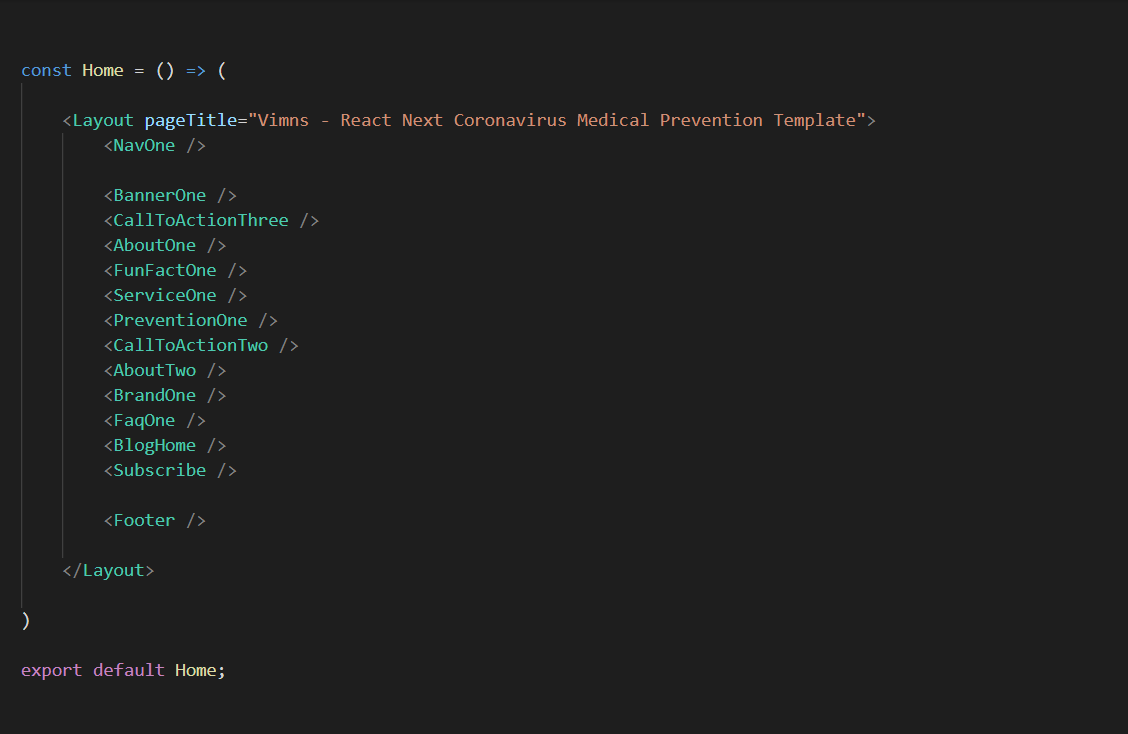 const Home = () => (
<Layout pageTitle="Vimns - React Next Coronavirus Medical Prevention Template">
<NavOne />
<BannerOne />
<CallToActionThree />
<AboutOne />
<FunFactOne />
<ServiceOne />
<PreventionOne />
<CallToActionTwo />
<AboutTwo />
<BrandOne />
<FaqOne />
<BlogHome />
<Subscribe />
<Footer />
</Layout>
)
export default Home;